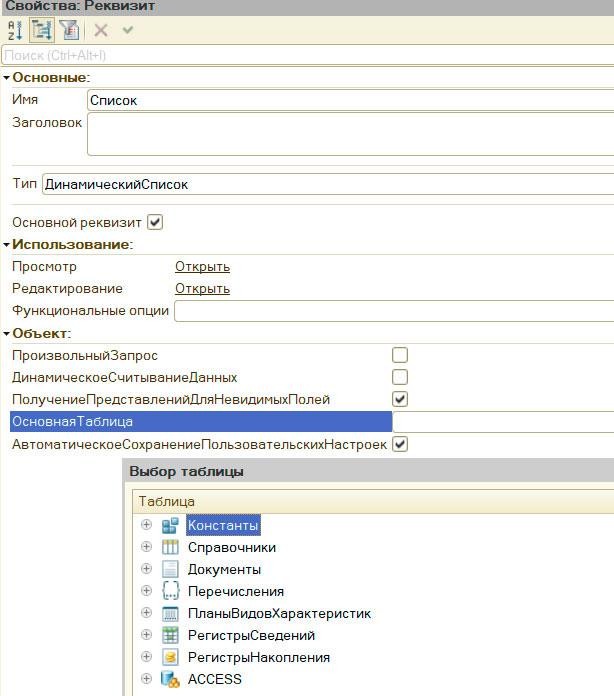 Свойства: Реквизит
Поиск (Ctrl+Alt+I)
Основные:
Имя Список
Заголовок
Тип ДинамическийСписок
Основной реквизит
Использование:
Просмотр Открыть
Редактирование Открыть
Функциональные опции
Объект:
ПроизвольныйЗапрос
ДинамическоеСчитываниеДанных
ПолучениеПредставленийДляНевидимыхПолей
ОсновнаяТаблица
АвтоматическоеСохранениеПользовательскихНастроек
Выбор таблицы
Таблица
Константы
Справочники
Документы
Перечисления
ПланыВидовХарактеристик
РегистрыСведений
РегистрыНакопления
ACCESS